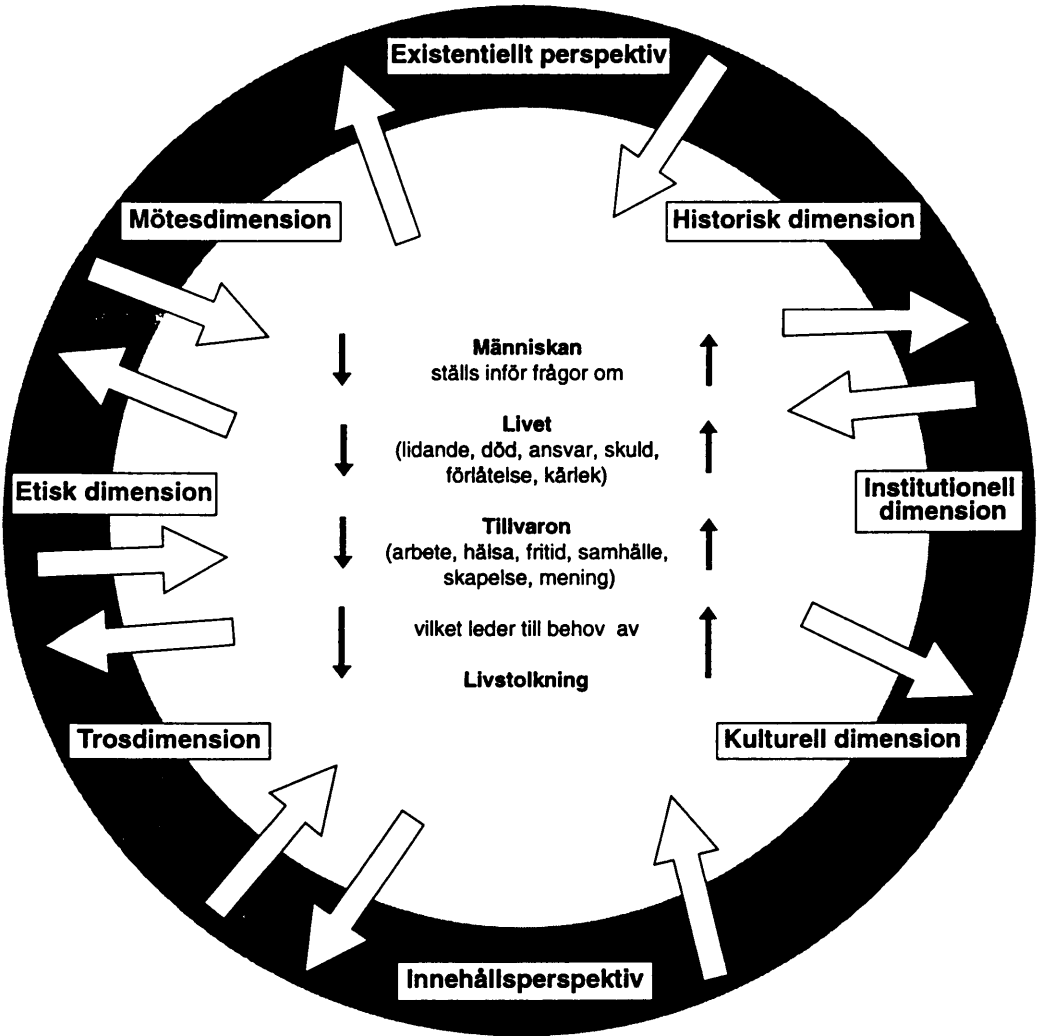 Existentiellt perspektiv
Mötesdimension
Historisk dimension
Människan
ställs inför frågor om
Livet
(lidande, död, ansvar, skuld,
förlåtelse, kärlek)
Etisk dimension
Institutionell
dimension
Tillvaron
(arbete, hälsa, fritid, samhälle,
skapelse, mening)
vilket leder till behov av
Livstolkning
Trosdimension
Kulturell dimension
Innehållsperspektiv